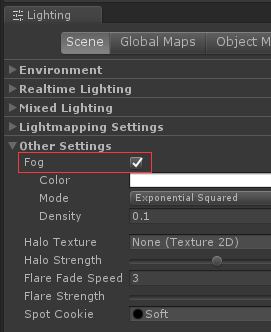 Lighting
Scene Global Maps Object M
Environment
Realtime Lighting
Mixed Lighting
Lightmapping Settings
Other Settings
Fog
Color
Mode Exponential Squared
Density 0.1
Halo Texture None (Texture 2D)
Halo Strength
Flare Fade Speed 3
Flare Strength
Spot Cookie Soft